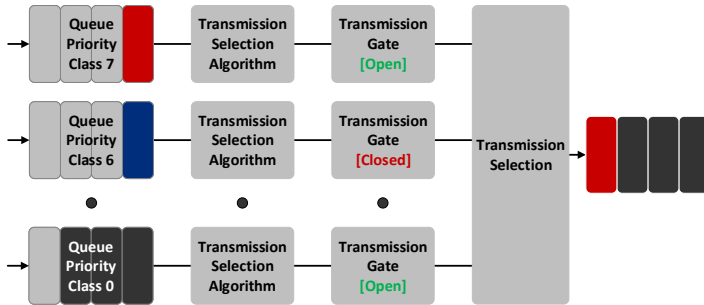 Queue
Priority
Class 7
Transmission
Selection
Algorithm
Transmission
Gate
[Open]
Queue
Priority
Class 6
Transmission
Selection
Algorithm
Transmission
Gate
[Closed]
Transmission
Selection
Queue
Priority
Class 0
Transmission
Selection
Algorithm
Transmission
Gate
[Open]